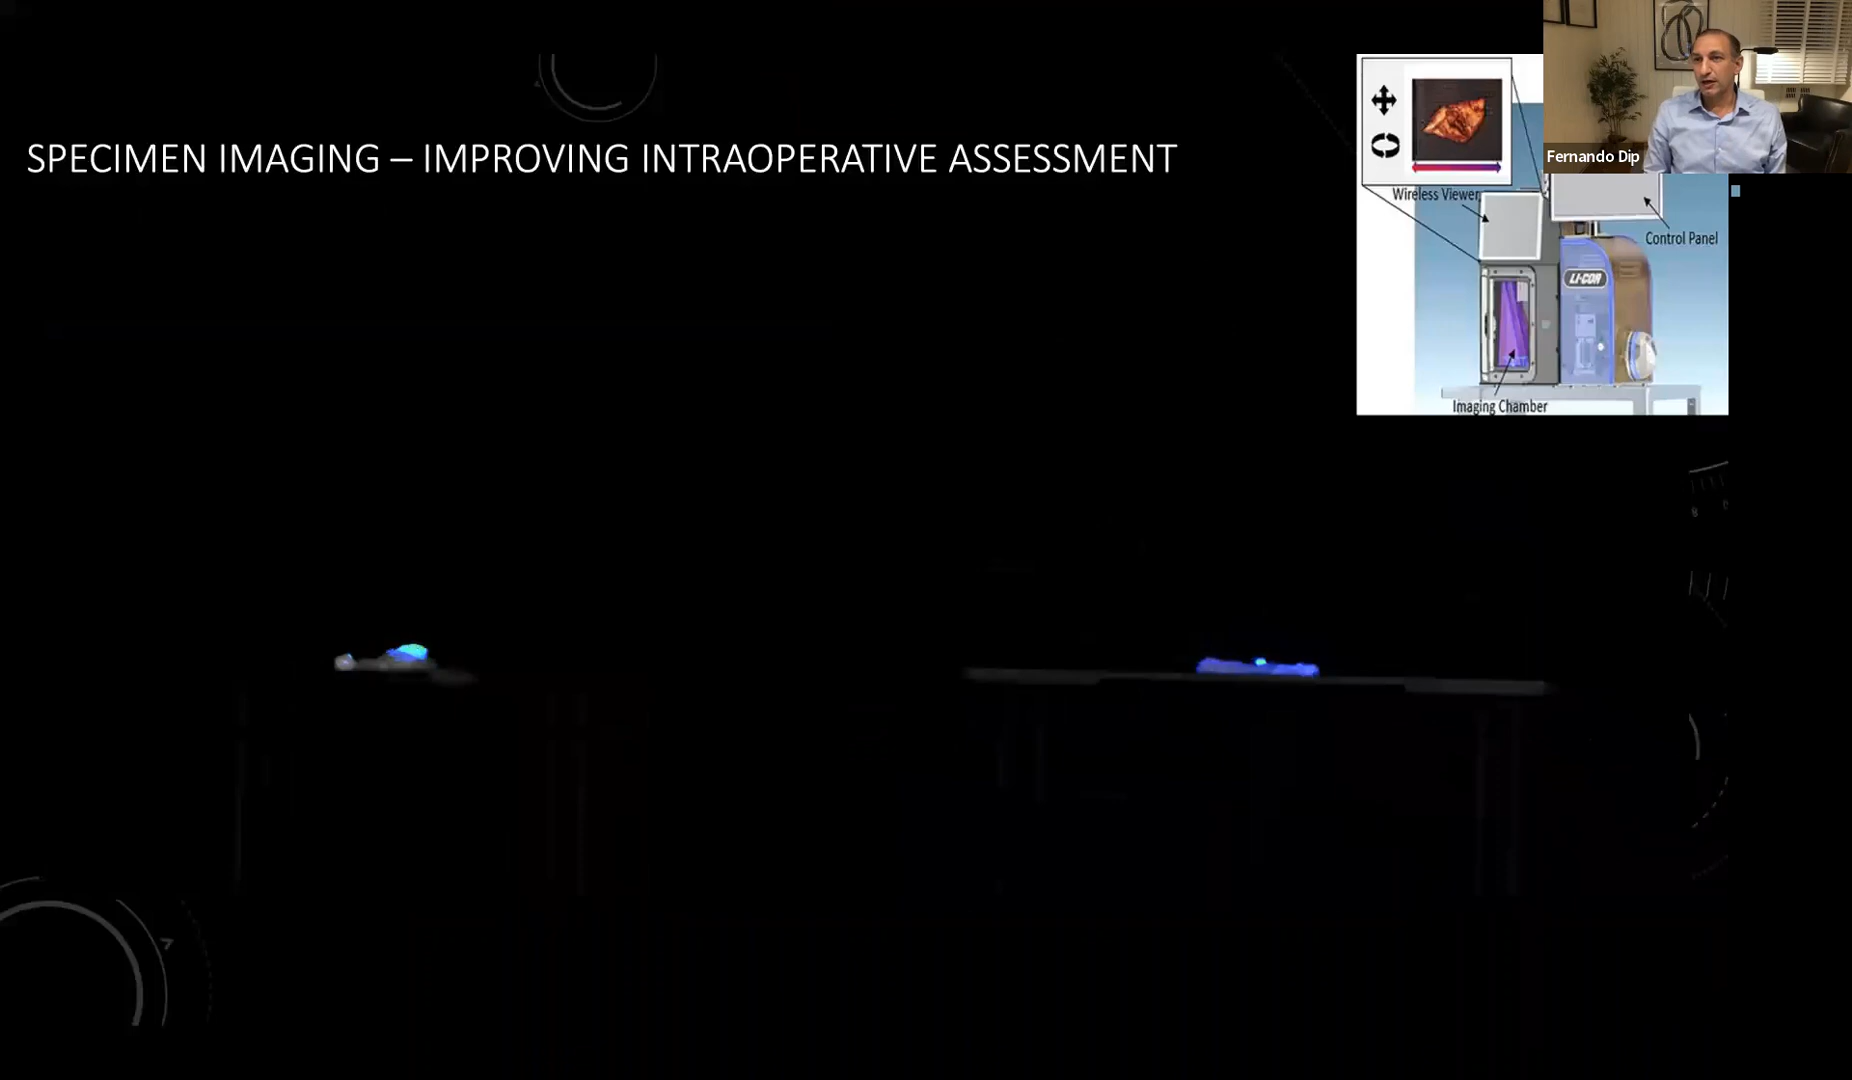 SPECIMEN IMAGING – IMPROVING INTRAOPERATIVE ASSESSMENT
Fernando Dip
Wireless Viewer
Control Panel
LI-COR
Imaging Chamber